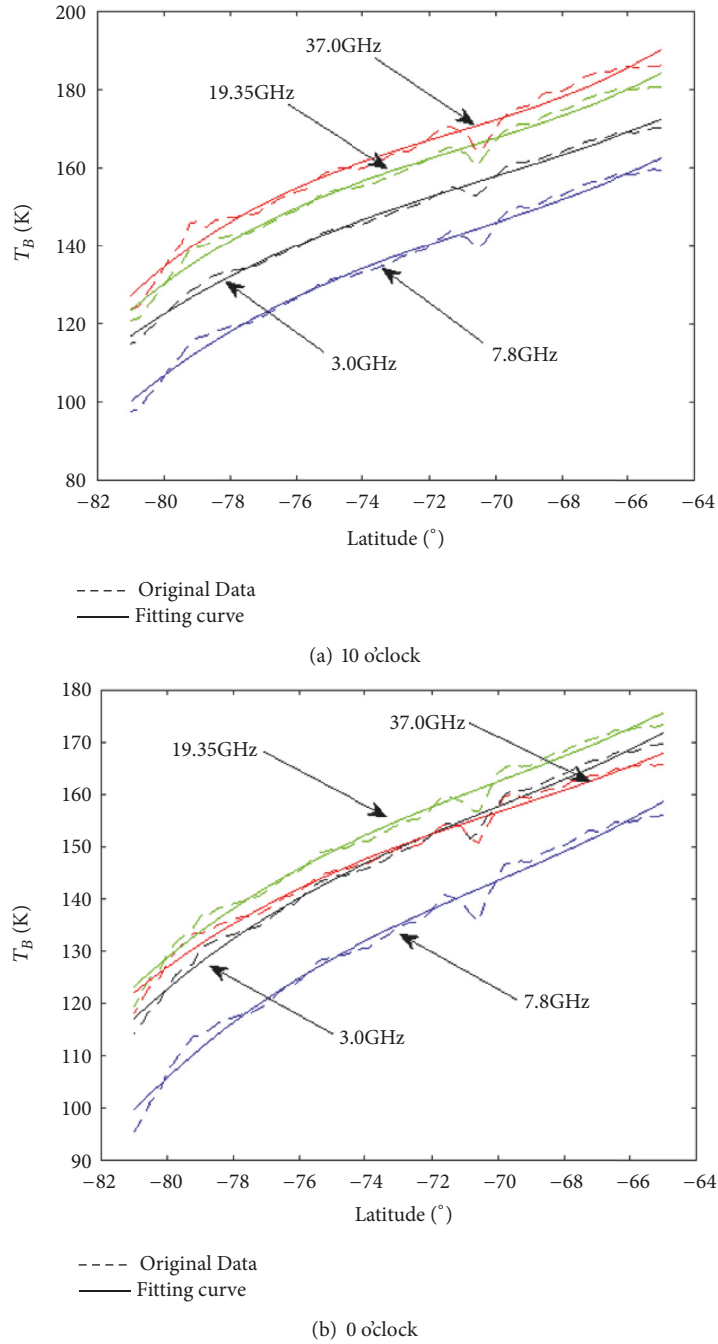 200
180
160
140
120
100
80
T_B (K)
37.0GHz
19.35GHz
3.0GHz
7.8GHz
−82 −80 −78 −76 −74 −72 −70 −68 −66 −64
Latitude (°)
Original Data
Fitting curve
(a) 10 o'clock
180
170
160
150
140
130
120
110
100
90
T_B (K)
37.0GHz
19.35GHz
7.8GHz
3.0GHz
−82 −80 −78 −76 −74 −72 −70 −68 −66 −64
Latitude (°)
Original Data
Fitting curve
(b) 0 o'clock